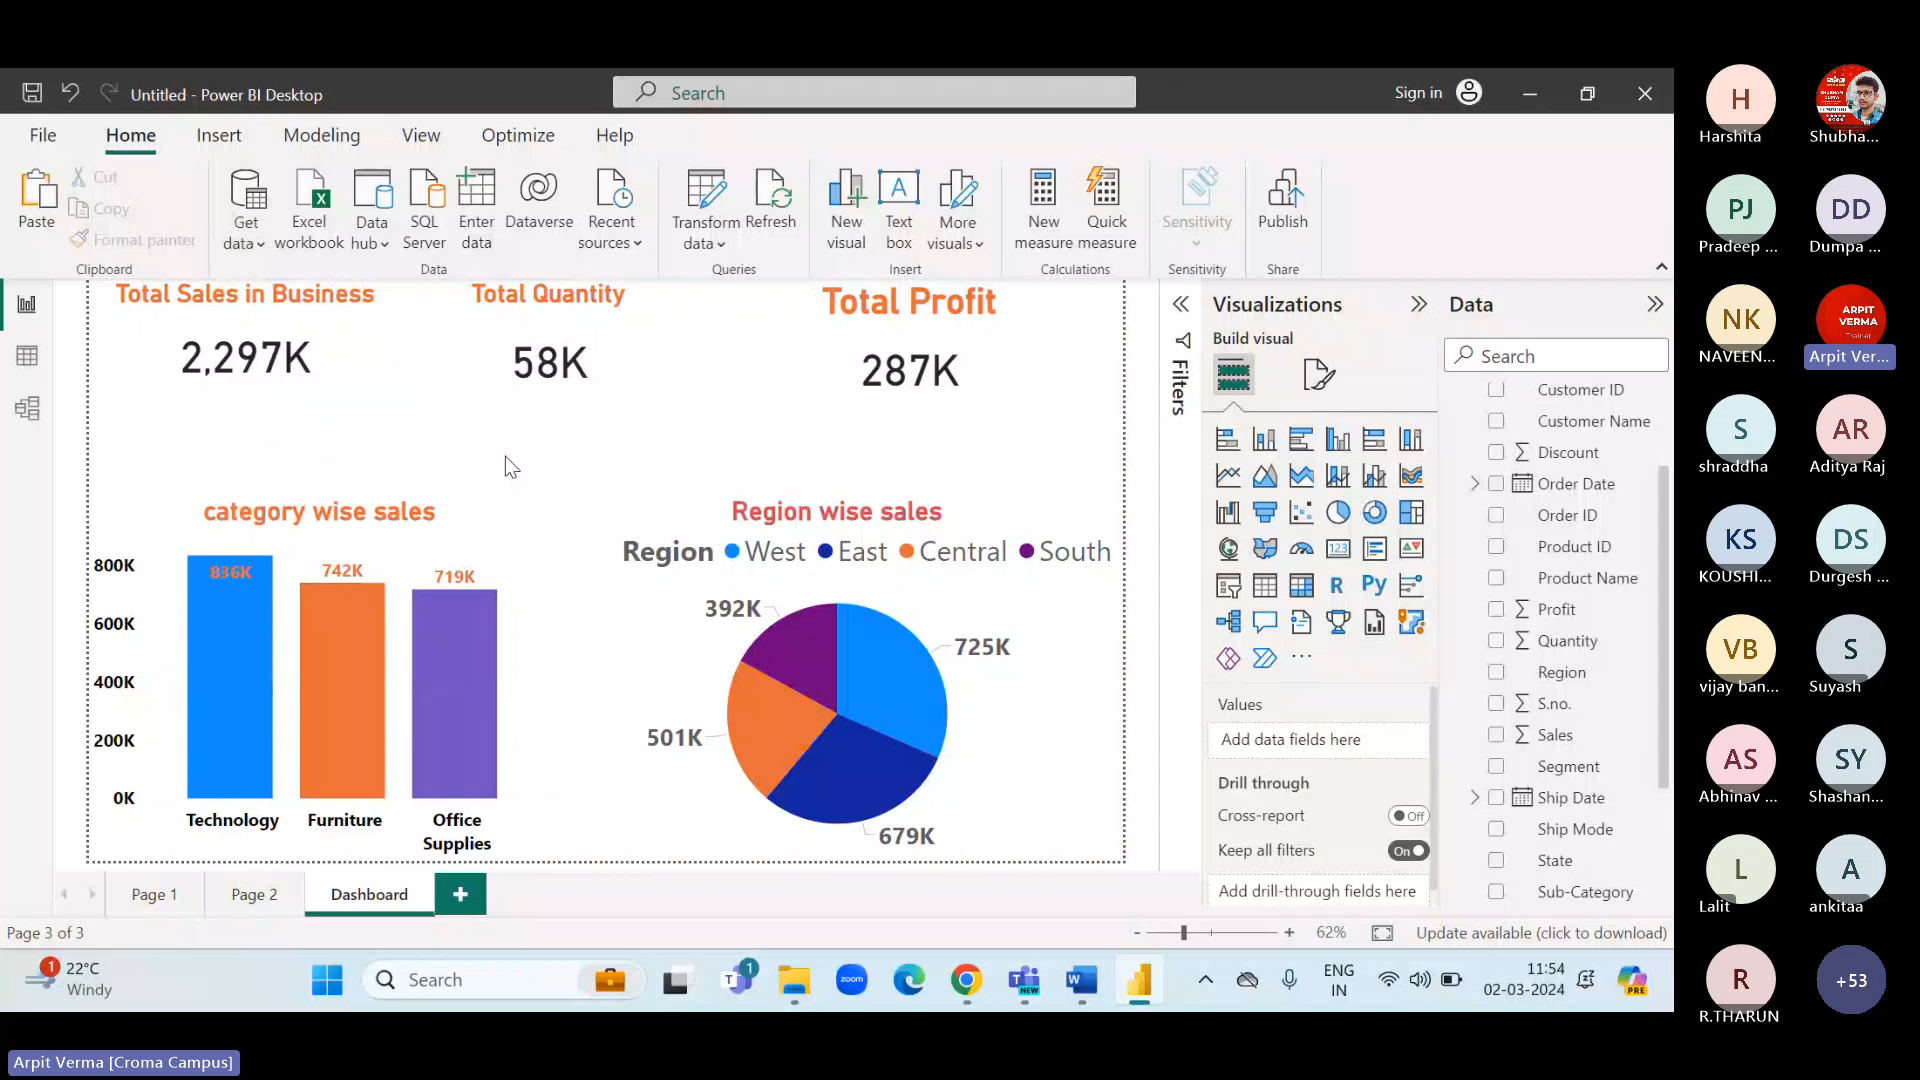 Untitled - Power BI Desktop
Search
Sign in
File
Home
Insert
Modeling
View
Optimize
Help
Paste
Cut
Copy
Format painter
Clipboard
Get data
Excel workbook
Data hub
SQL Server
Enter data
Dataverse
Recent sources
Data
Transform data
Refresh
Queries
New visual
Text box
More visuals
Insert
New measure
Quick measure
Calculations
Sensitivity
Sensitivity
Publish
Share
Total Sales in Business
2,297K
Total Quantity
58K
Total Profit
287K
category wise sales
800K
600K
400K
200K
0K
836K
742K
719K
Technology
Furniture
Office Supplies
Region wise sales
Region West East Central South
392K
725K
501K
679K
Filters
Visualizations
Build visual
123
R
Py
Values
Add data fields here
Drill through
Cross-report
Off
Keep all filters
On
Add drill-through fields here
Data
Search
Customer ID
Customer Name
Discount
Order Date
Order ID
Product ID
Product Name
Profit
Quantity
Region
S.no.
Sales
Segment
Ship Date
Ship Mode
State
Sub-Category
Page 1
Page 2
Dashboard
Page 3 of 3
62%
Update available (click to download)
1
22°C
Windy
Search
1
zoom
NEW
ENG
IN
11:54
02-03-2024
PRE
H
Harshita
Shubha...
PJ
Pradeep ...
DD
Dumpa ...
NK
NAVEEN...
ARPIT
VERMA
Trainer
Arpit Ver...
S
shraddha
AR
Aditya Raj
KS
KOUSHI...
DS
Durgesh ...
VB
vijay ban...
S
Suyash
AS
Abhinav ...
SY
Shashan...
L
Lalit
A
ankitaa
R
R.THARUN
+53
Arpit Verma [Croma Campus]